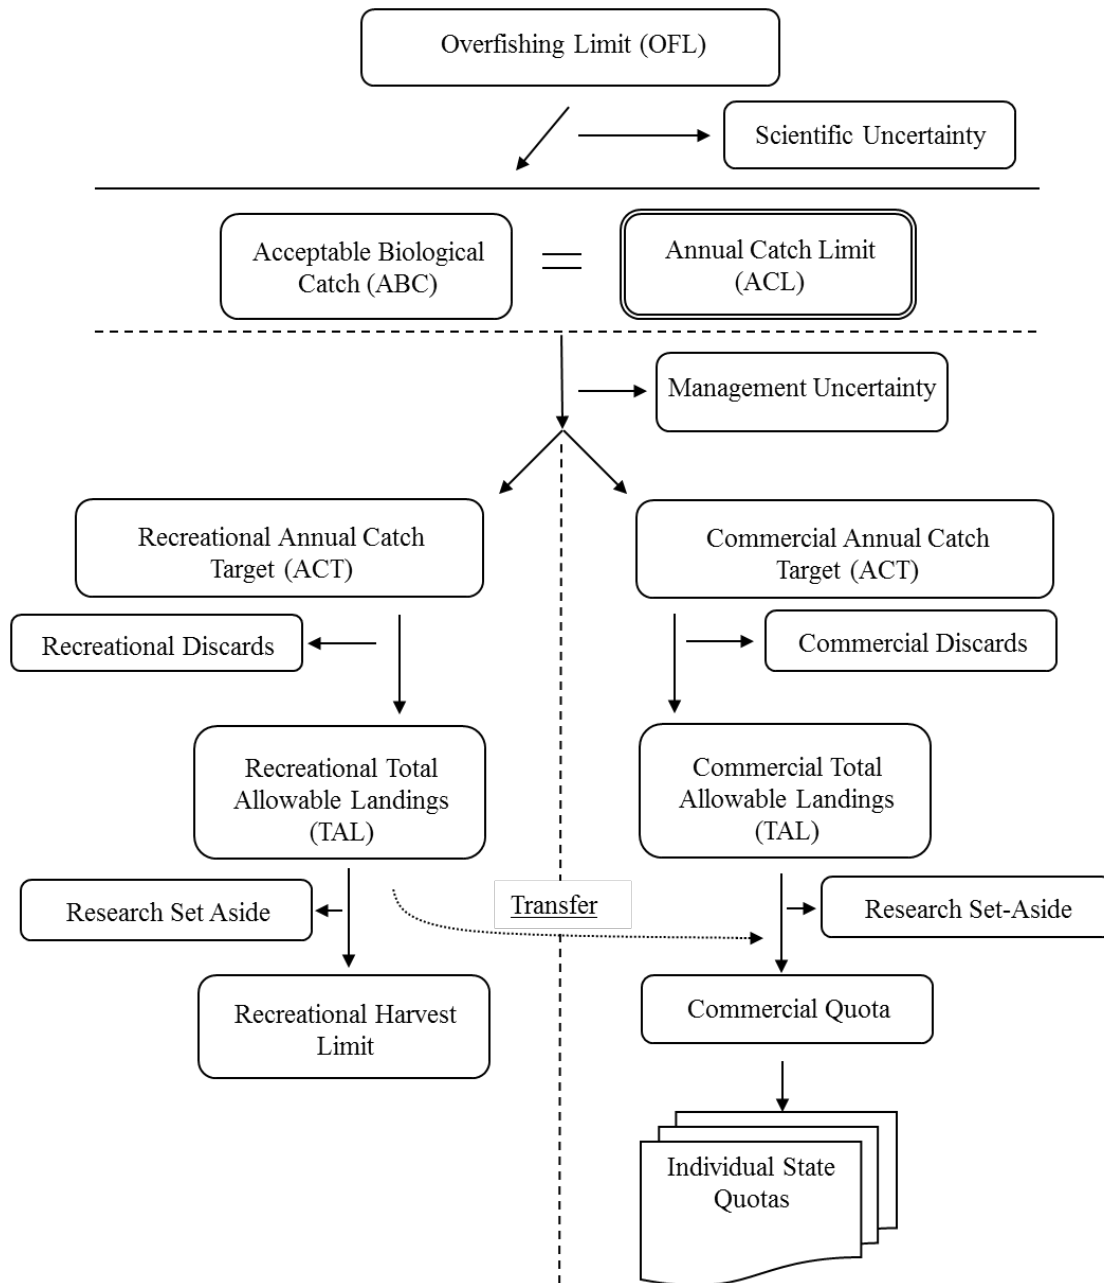 Overfishing Limit (OFL)
Scientific Uncertainty
Acceptable Biological
Catch (ABC)
Annual Catch Limit
(ACL)
Management Uncertainty
Recreational Annual Catch
Target (ACT)
Commercial Annual Catch
Target (ACT)
Recreational Discards
Commercial Discards
Recreational Total
Allowable Landings
(TAL)
Commercial Total
Allowable Landings
(TAL)
Research Set Aside
Transfer
Research Set-Aside
Recreational Harvest
Limit
Commercial Quota
Individual State
Quotas